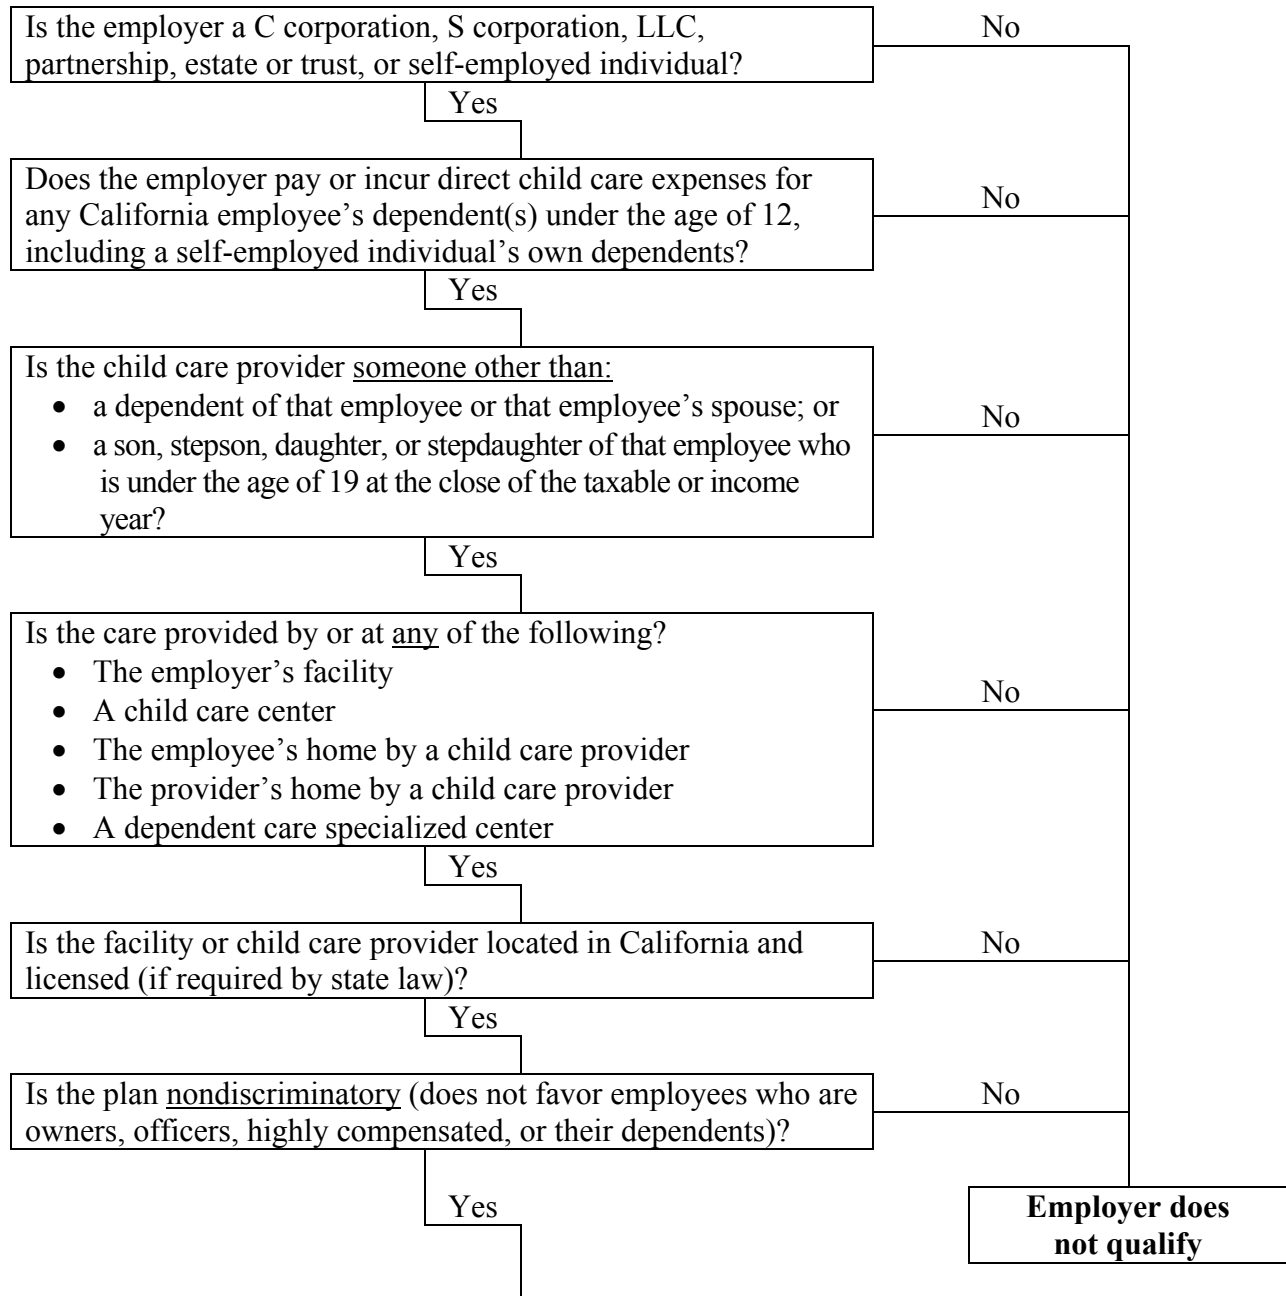 Is the employer a C corporation, S corporation, LLC,
partnership, estate or trust, or self-employed individual?
No
Yes
Does the employer pay or incur direct child care expenses for
any California employee’s dependent(s) under the age of 12,
including a self-employed individual’s own dependents?
No
Yes
Is the child care provider someone other than:
• a dependent of that employee or that employee’s spouse; or
• a son, stepson, daughter, or stepdaughter of that employee who
is under the age of 19 at the close of the taxable or income
year?
No
Yes
Is the care provided by or at any of the following?
• The employer’s facility
• A child care center
• The employee’s home by a child care provider
• The provider’s home by a child care provider
• A dependent care specialized center
No
Yes
Is the facility or child care provider located in California and
licensed (if required by state law)?
No
Yes
Is the plan nondiscriminatory (does not favor employees who are
owners, officers, highly compensated, or their dependents)?
No
Yes
Employer does
not qualify